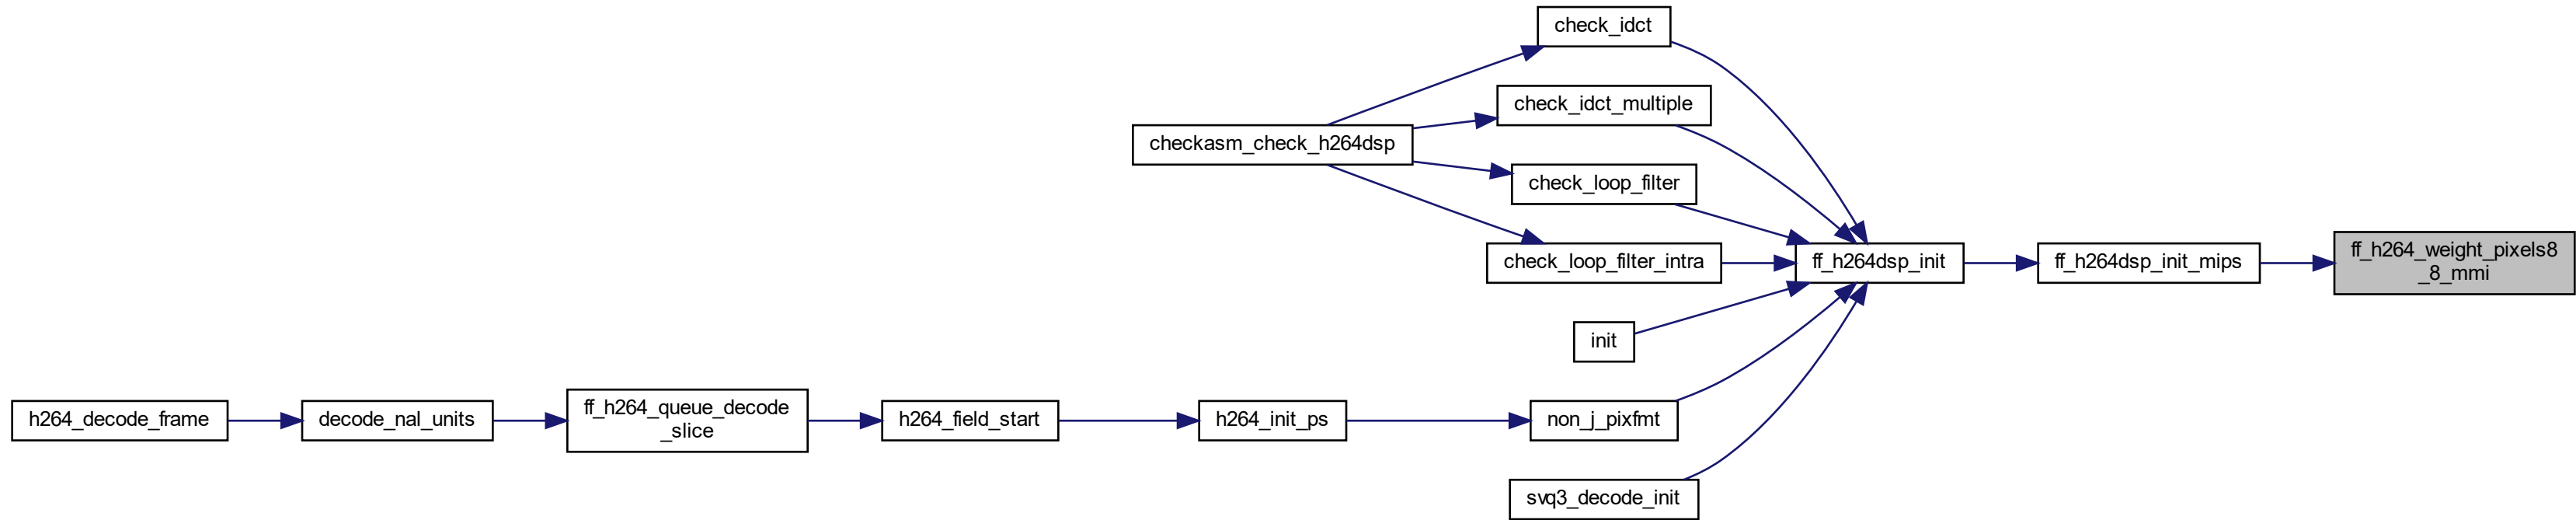 check_idct
check_idct_multiple
checkasm_check_h264dsp
check_loop_filter
check_loop_filter_intra
ff_h264dsp_init
ff_h264dsp_init_mips
ff_h264_weight_pixels8
_8_mmi
init
h264_decode_frame
decode_nal_units
ff_h264_queue_decode
_slice
h264_field_start
h264_init_ps
non_j_pixfmt
svq3_decode_init